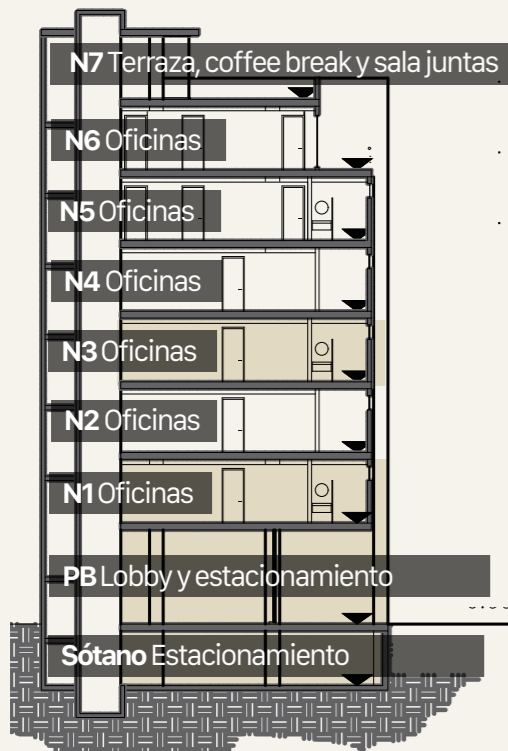 N7 Terraza, coffee break y sala juntas
N6 Oficinas
N5 Oficinas
N4 Oficinas
N3 Oficinas
N2 Oficinas
N1 Oficinas
PB Lobby y estacionamiento
Sótano Estacionamiento